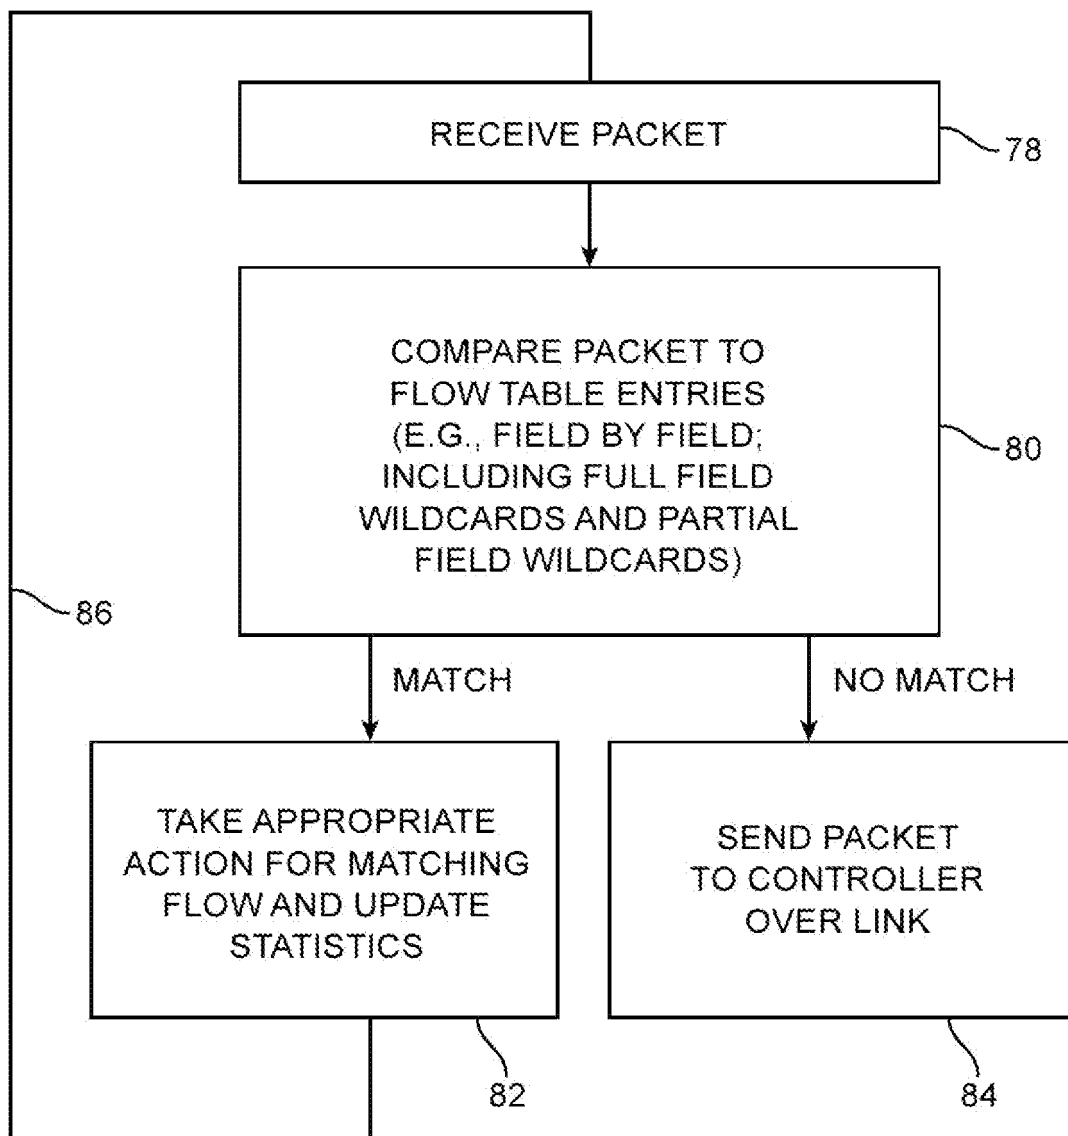 RECEIVE PACKET
78
COMPARE PACKET TO
FLOW TABLE ENTRIES
(E.G., FIELD BY FIELD;
INCLUDING FULL FIELD
WILDCARDS AND PARTIAL
FIELD WILDCARDS)
80
86
MATCH
NO MATCH
TAKE APPROPRIATE
ACTION FOR MATCHING
FLOW AND UPDATE
STATISTICS
SEND PACKET
TO CONTROLLER
OVER LINK
82
84